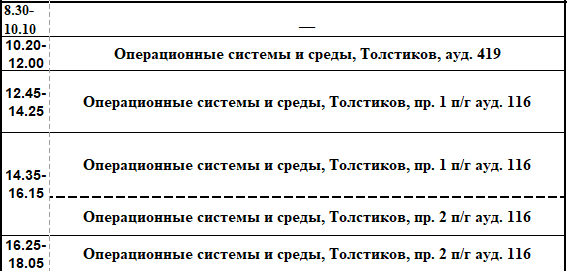 8.30-
10.10
—
10.20-
12.00
Операционные системы и среды, Толстиков, ауд. 419
12.45-
14.25
Операционные системы и среды, Толстиков, пр. 1 п/г ауд. 116
14.35-
16.15
Операционные системы и среды, Толстиков, пр. 1 п/г ауд. 116
Операционные системы и среды, Толстиков, пр. 2 п/г ауд. 116
16.25-
18.05
Операционные системы и среды, Толстиков, пр. 2 п/г ауд. 116